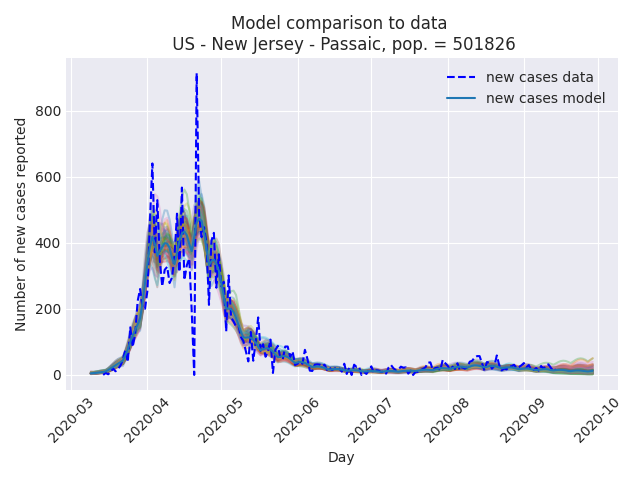 Model comparison to data
US - New Jersey - Passaic, pop. = 501826
new cases data
new cases model
Number of new cases reported
800
600
400
200
0
2020-03
2020-04
2020-05
2020-06
2020-07
2020-08
2020-09
2020-10
Day